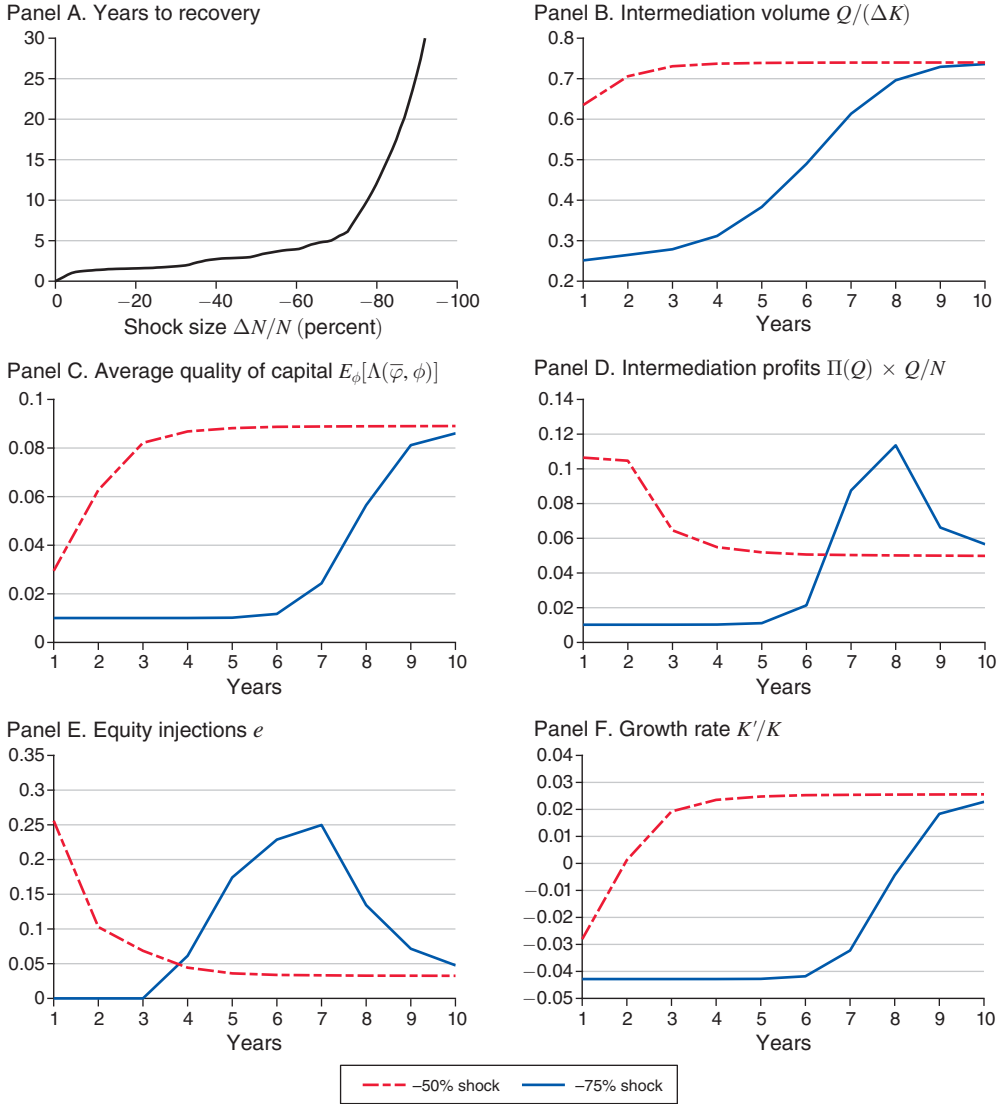 Panel A. Years to recovery
30
25
20
15
10
5
0
0
−20
−40
−60
−80
−100
Shock size ΔN/N (percent)
Panel B. Intermediation volume Q/(ΔK)
0.8
0.7
0.6
0.5
0.4
0.3
0.2
1 2 3 4 5 6 7 8 9 10
Years
Panel C. Average quality of capital E_ϕ[Λ(φ̅, ϕ)]
0.1
0.08
0.06
0.04
0.02
0
1 2 3 4 5 6 7 8 9 10
Years
Panel D. Intermediation profits Π(Q) × Q/N
0.14
0.12
0.1
0.08
0.06
0.04
0.02
0
1 2 3 4 5 6 7 8 9 10
Years
Panel E. Equity injections e
0.35
0.3
0.25
0.2
0.15
0.1
0.05
0
1 2 3 4 5 6 7 8 9 10
Years
Panel F. Growth rate K′/K
0.04
0.03
0.02
0.01
0
−0.01
−0.02
−0.03
−0.04
−0.05
1 2 3 4 5 6 7 8 9 10
Years
−50% shock
−75% shock